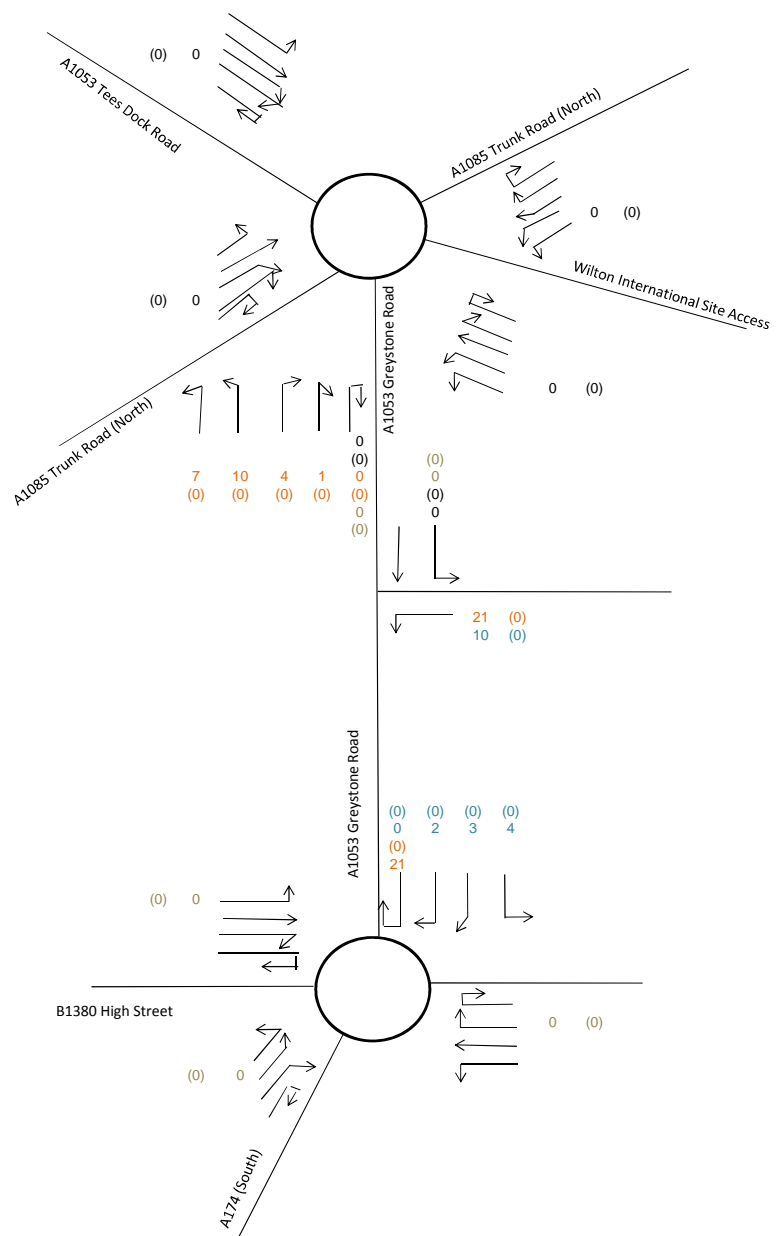 (0) 0
A1053 Tees Dock Road
A1085 Trunk Road (North)
0 (0)
Wilton International Site Access
(0) 0
A1053 Greystone Road
0 (0)
A1085 Trunk Road (North)
0
(0) (0)
7 10 4 1 0 0
(0) (0) (0) (0) (0) (0)
0 0
(0)
21 (0)
10 (0)
A1053 Greystone Road
(0) (0) (0) (0)
0 2 3 4
(0)
21
(0) 0
B1380 High Street
0 (0)
(0) 0
A174 (South)